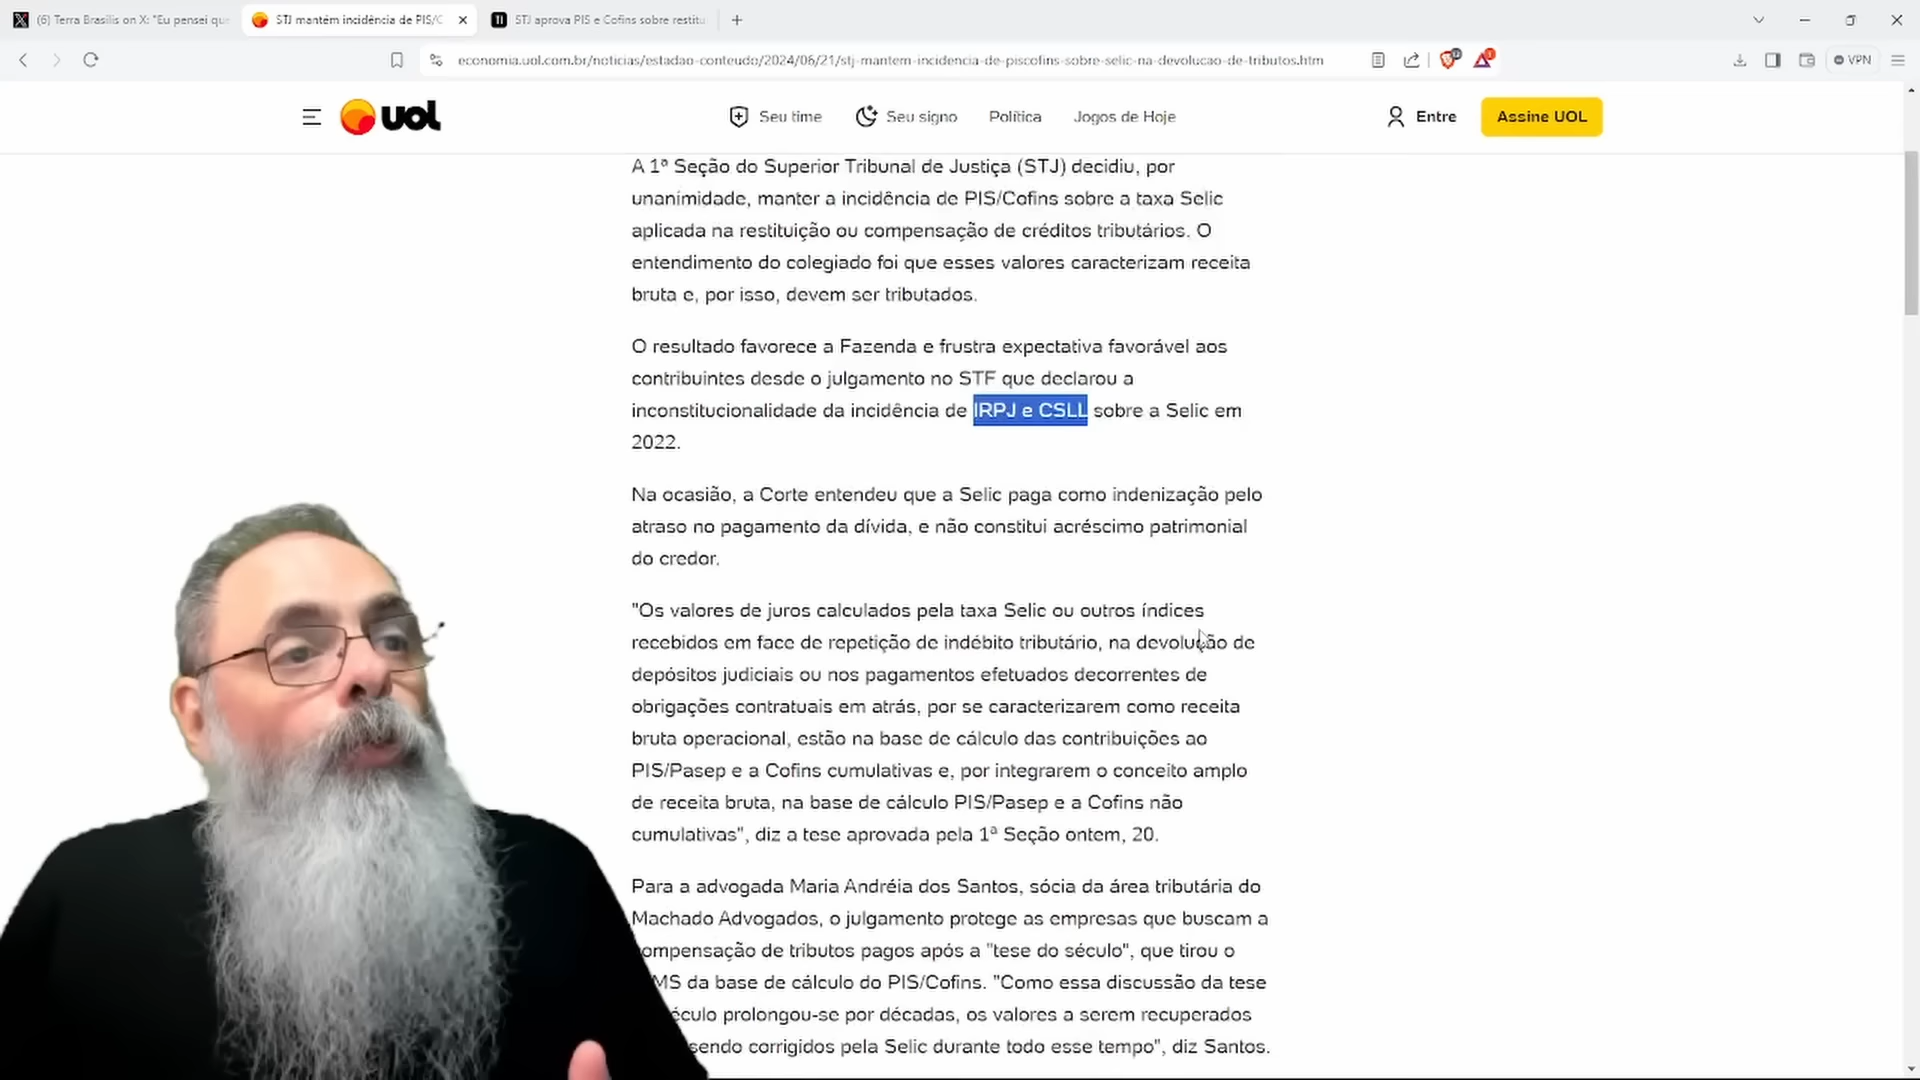 (6) Terra Brasilis on X: "Eu pensei que
STJ mantém incidência de PIS/C
STJ aprova PIS e Cofins sobre restitu
economia.uol.com.br/noticias/estadao-conteudo/2024/06/21/stj-mantem-incidencia-de-piscofins-sobre-selic-na-devolucao-de-tributos.htm
VPN
uol
Seu time
Seu signo
Política
Jogos de Hoje
Entre
Assine UOL
A 1ª Seção do Superior Tribunal de Justiça (STJ) decidiu, por
unanimidade, manter a incidência de PIS/Cofins sobre a taxa Selic
aplicada na restituição ou compensação de créditos tributários. O
entendimento do colegiado foi que esses valores caracterizam receita
bruta e, por isso, devem ser tributados.
O resultado favorece a Fazenda e frustra expectativa favorável aos
contribuintes desde o julgamento no STF que declarou a
inconstitucionalidade da incidência de IRPJ e CSLL sobre a Selic em
2022.
Na ocasião, a Corte entendeu que a Selic paga como indenização pelo
atraso no pagamento da dívida, e não constitui acréscimo patrimonial
do credor.
"Os valores de juros calculados pela taxa Selic ou outros índices
recebidos em face de repetição de indébito tributário, na devolução de
depósitos judiciais ou nos pagamentos efetuados decorrentes de
obrigações contratuais em atrás, por se caracterizarem como receita
bruta operacional, estão na base de cálculo das contribuições ao
PIS/Pasep e a Cofins cumulativas e, por integrarem o conceito amplo
de receita bruta, na base de cálculo PIS/Pasep e a Cofins não
cumulativas", diz a tese aprovada pela 1ª Seção ontem, 20.
Para a advogada Maria Andréia dos Santos, sócia da área tributária do
Machado Advogados, o julgamento protege as empresas que buscam a
ompensação de tributos pagos após a "tese do século", que tirou o
MS da base de cálculo do PIS/Cofins. "Como essa discussão da tese
éculo prolongou-se por décadas, os valores a serem recuperados
sendo corrigidos pela Selic durante todo esse tempo", diz Santos.